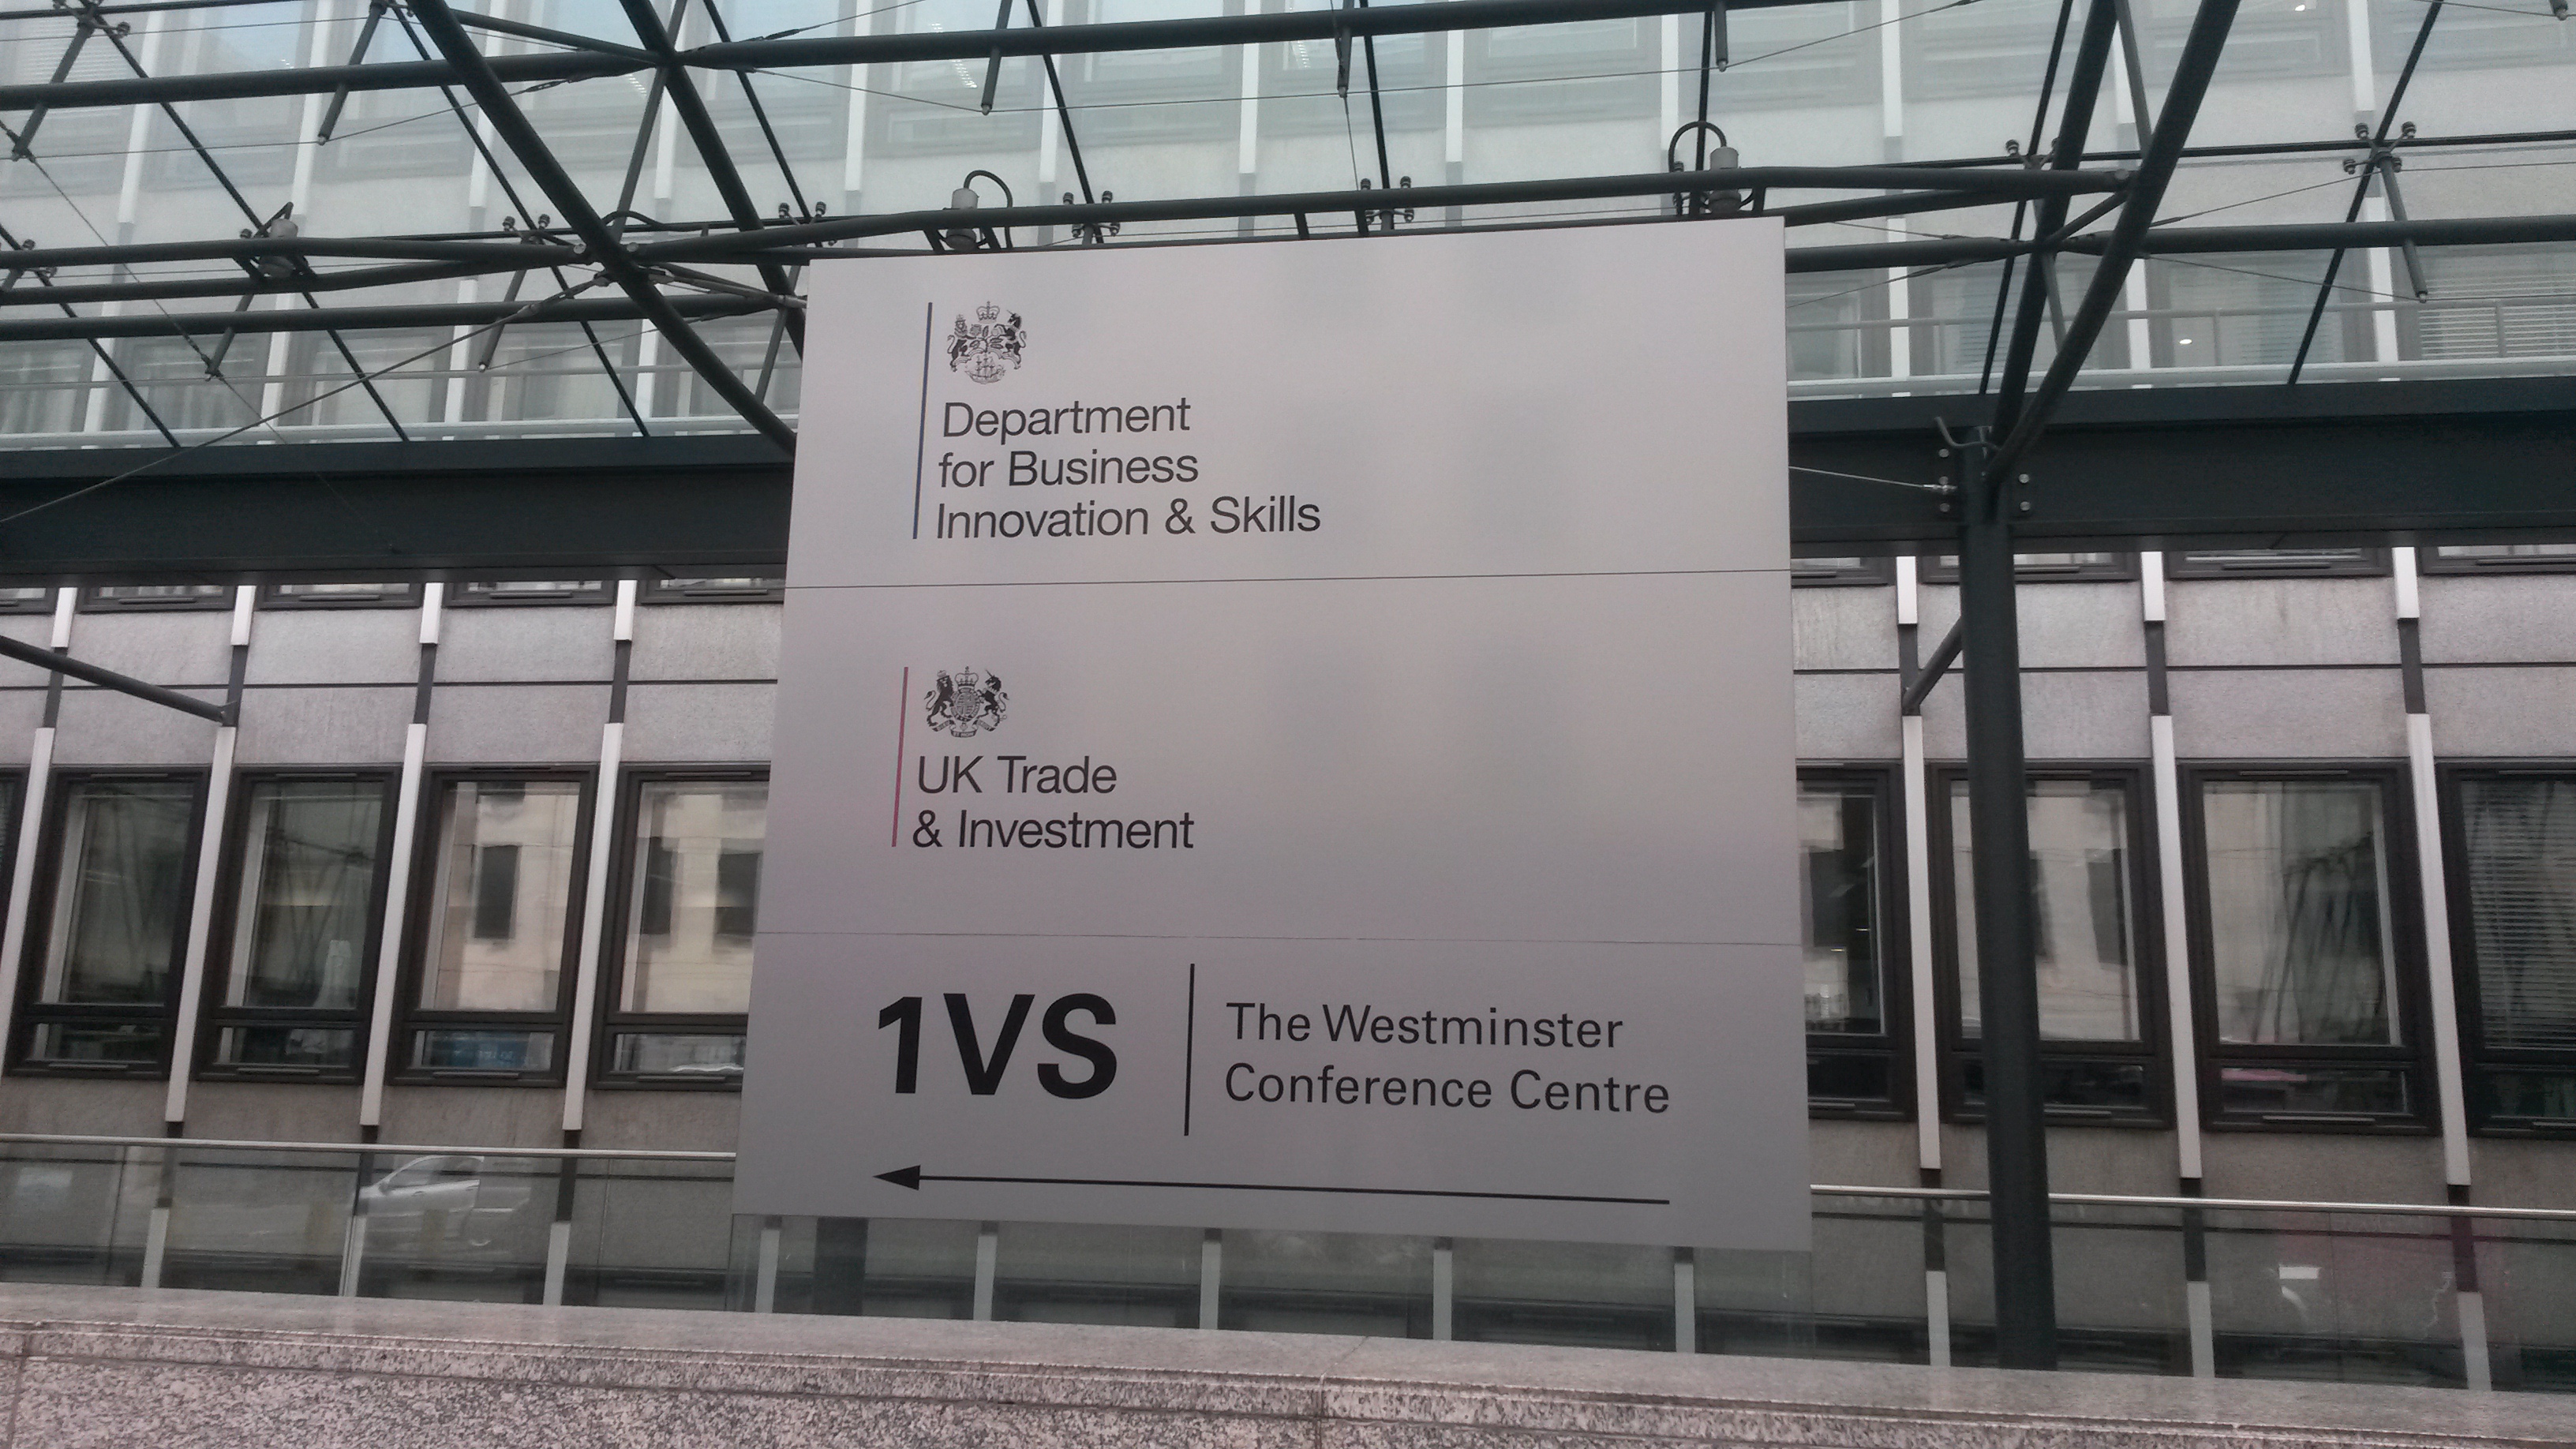 Department
for Business
Innovation & Skills
UK Trade
& Investment
1VS
The Westminster
Conference Centre